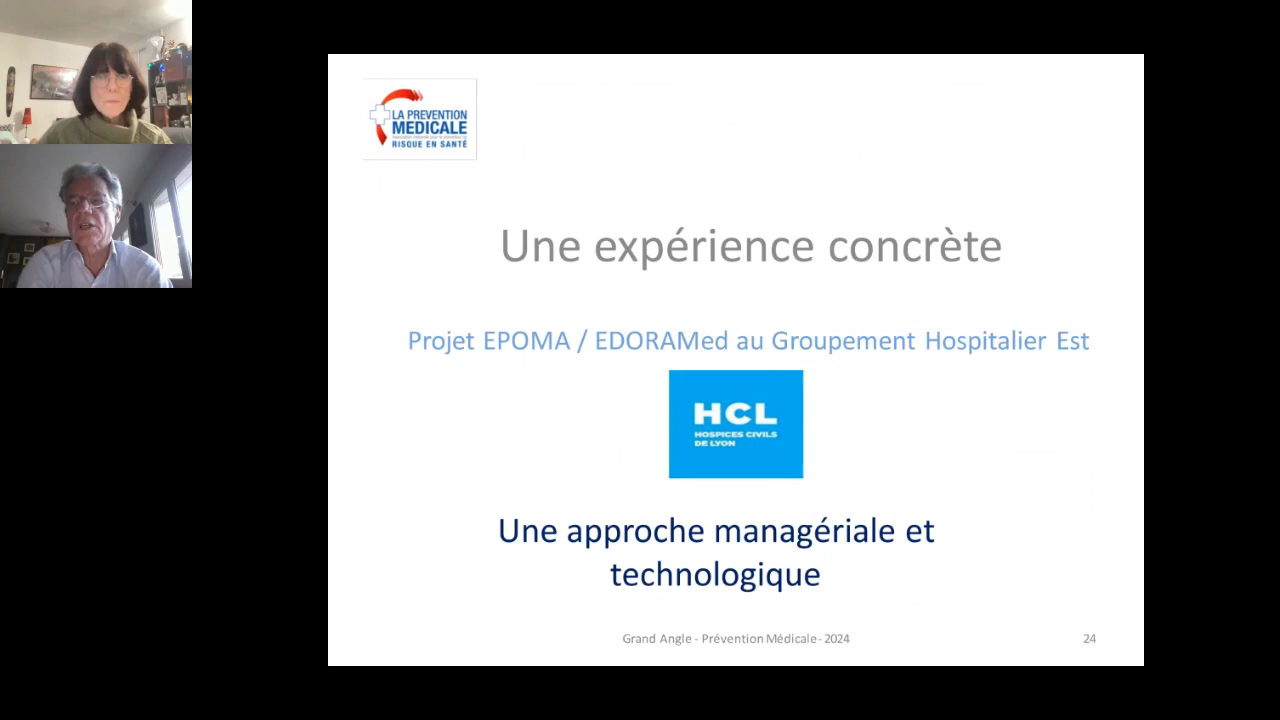 LA PREVENTION
MEDICALE
RISQUE EN SANTÉ
Une expérience concrète
Projet EPOMA / EDORAMed au Groupement Hospitalier Est
HCL
HOSPICES CIVILS
DE LYON
Une approche managériale et
technologique
Grand Angle - Prévention Médicale- 2024
24